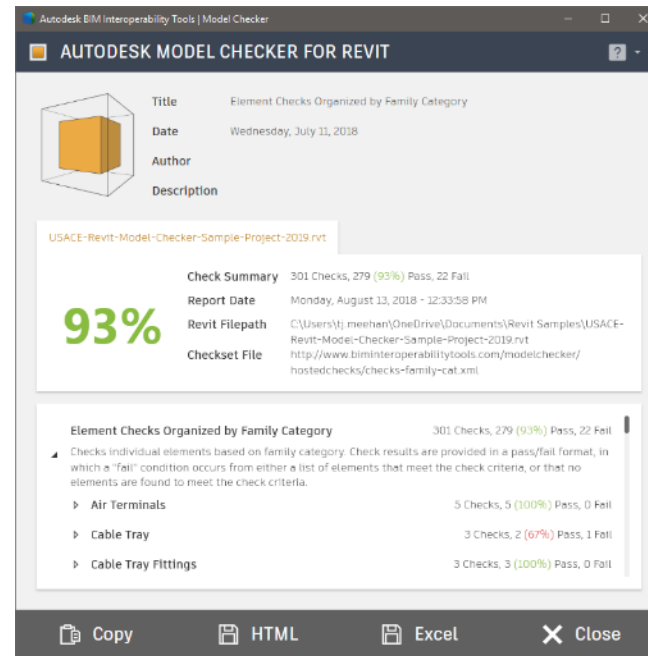 Autodesk BIM Interoperability Tools | Model Checker
AUTODESK MODEL CHECKER FOR REVIT
?
Title Element Checks Organized by Family Category
Date Wednesday, July 11, 2018
Author
Description
USACE-Revit-Model-Checker-Sample-Project-2019.rvt
93%
Check Summary 301 Checks, 279 (93%) Pass, 22 Fail
Report Date Monday, August 13, 2018 - 12:33:58 PM
Revit Filepath C:\Users\tj.meehan\OneDrive\Documents\Revit Samples\USACE-
Revit-Model-Checker-Sample-Project-2019.rvt
Checkset File http://www.biminteroperabilitytools.com/modelchecker/
hostedchecks/checks-family-cat.xml
Element Checks Organized by Family Category 301 Checks, 279 (93%) Pass, 22 Fail
Checks individual elements based on family category. Check results are provided in a pass/fail format, in
which a "fail" condition occurs from either a list of elements that meet the check criteria, or that no
elements are found to meet the check criteria.
Air Terminals 5 Checks, 5 (100%) Pass, 0 Fail
Cable Tray 3 Checks, 2 (67%) Pass, 1 Fail
Cable Tray Fittings 3 Checks, 3 (100%) Pass, 0 Fail
Copy HTML Excel Close